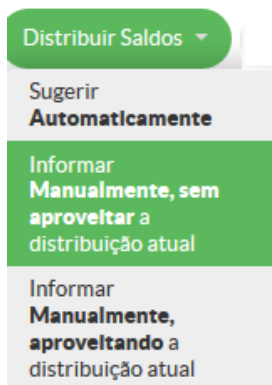 Distribuir Saldos
Sugerir
Automaticamente
Informar
Manualmente, sem
aproveitar a
distribuição atual
Informar
Manualmente,
aproveitando a
distribuição atual